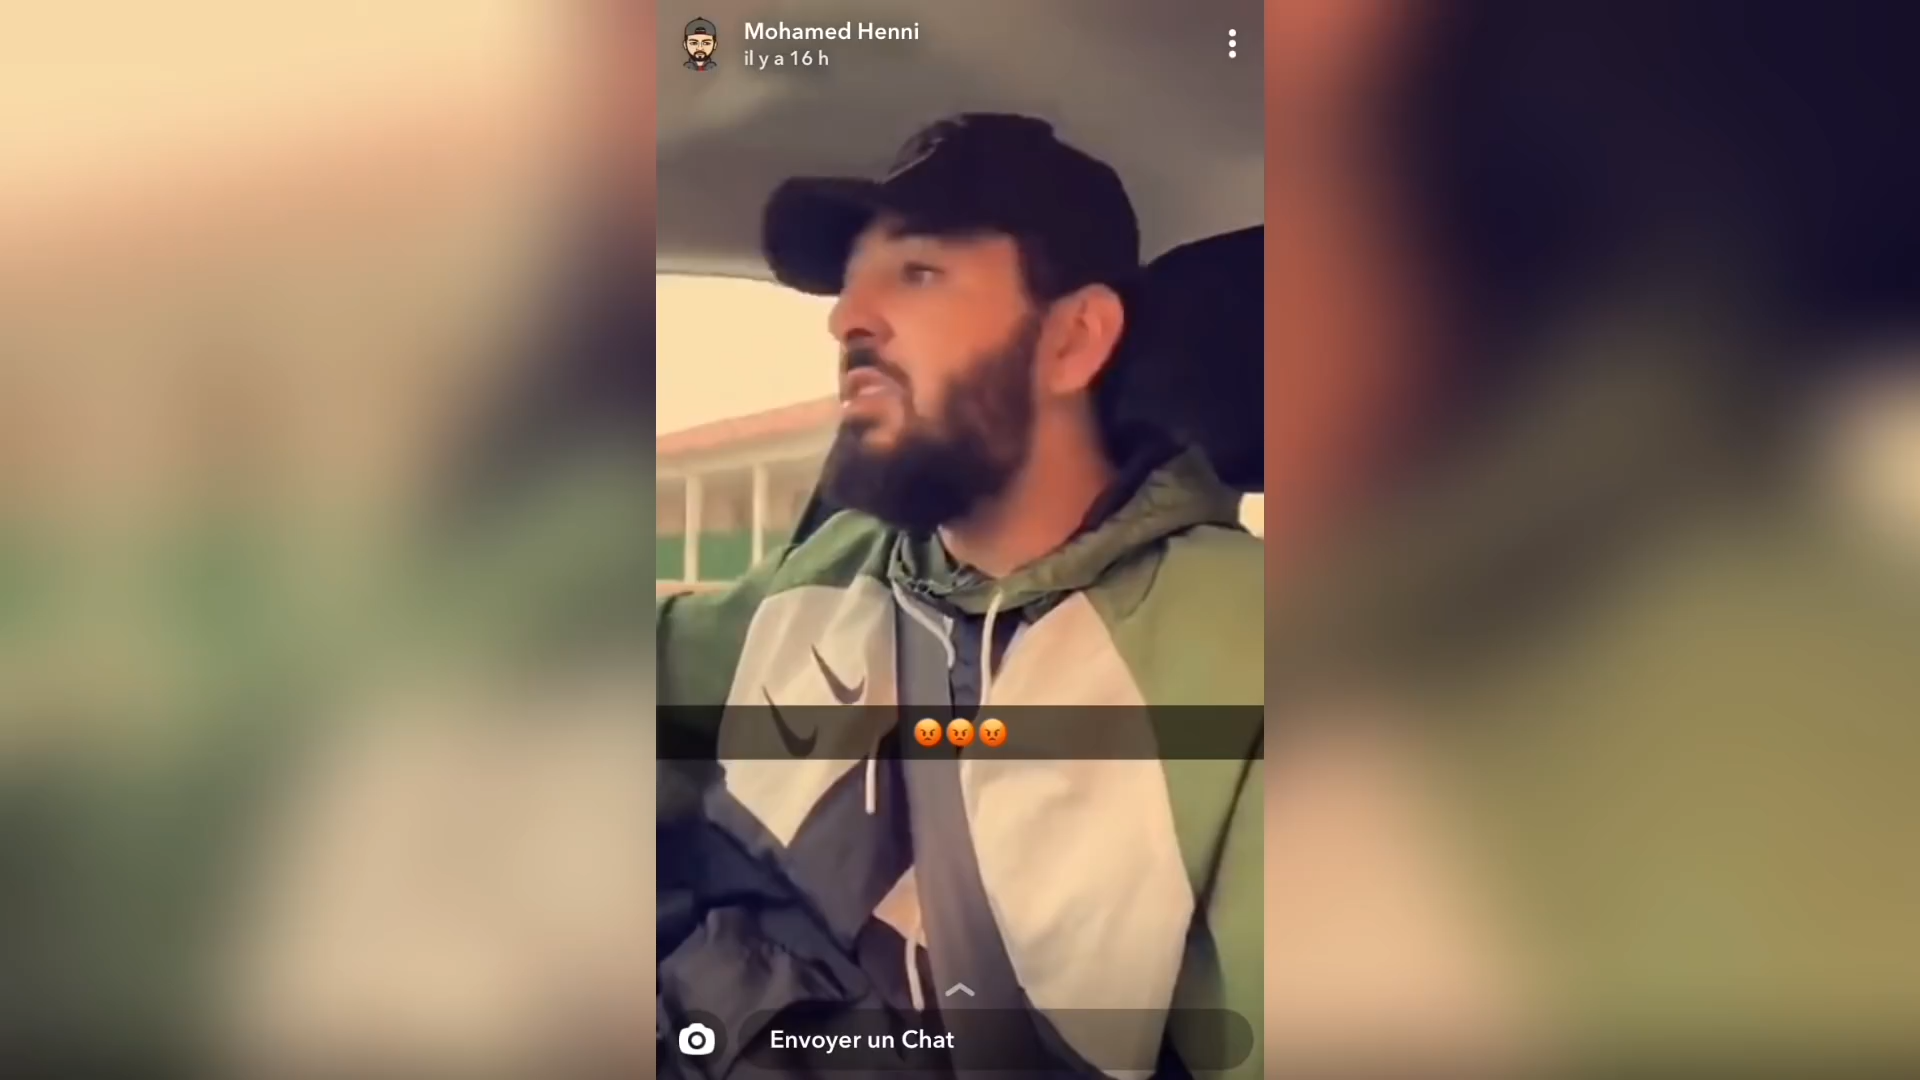 Mohamed Henni
il y a 16 h
😡😡😡
Envoyer un Chat